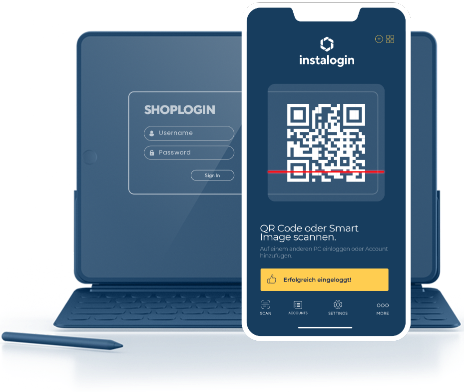 SHOPLOGIN
Username
Password
Sign In
instalogin
QR Code oder Smart
Image scannen.
Auf einem anderen PC einloggen oder Account
hinzufügen
Erfolgreich eingeloggt!
SCAN
ACCOUNTS
SETTINGS
MORE